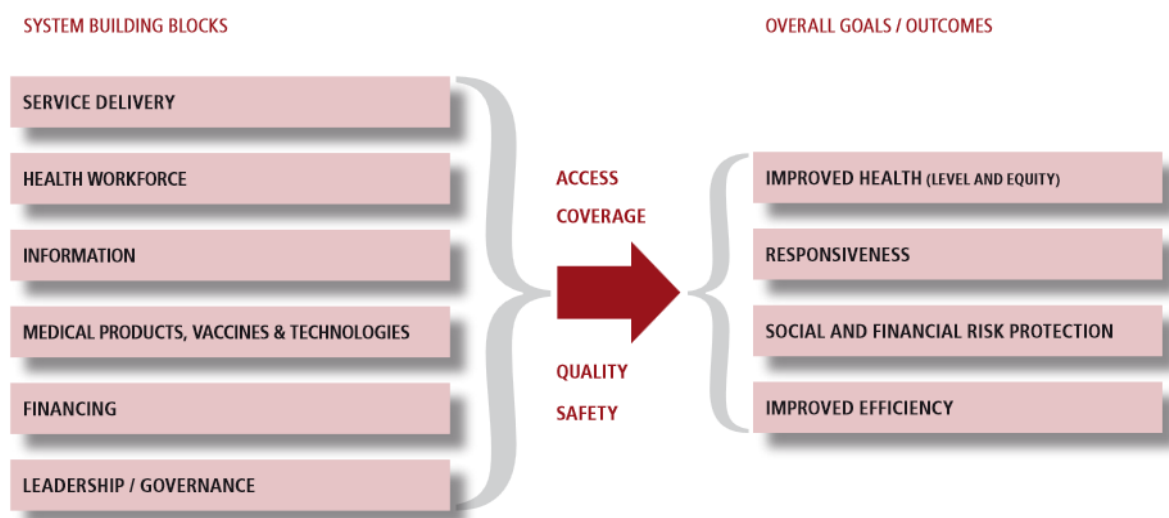 SYSTEM BUILDING BLOCKS
SERVICE DELIVERY
HEALTH WORKFORCE
INFORMATION
MEDICAL PRODUCTS, VACCINES & TECHNOLOGIES
FINANCING
LEADERSHIP / GOVERNANCE
ACCESS
COVERAGE
QUALITY
SAFETY
OVERALL GOALS / OUTCOMES
IMPROVED HEALTH (LEVEL AND EQUITY)
RESPONSIVENESS
SOCIAL AND FINANCIAL RISK PROTECTION
IMPROVED EFFICIENCY